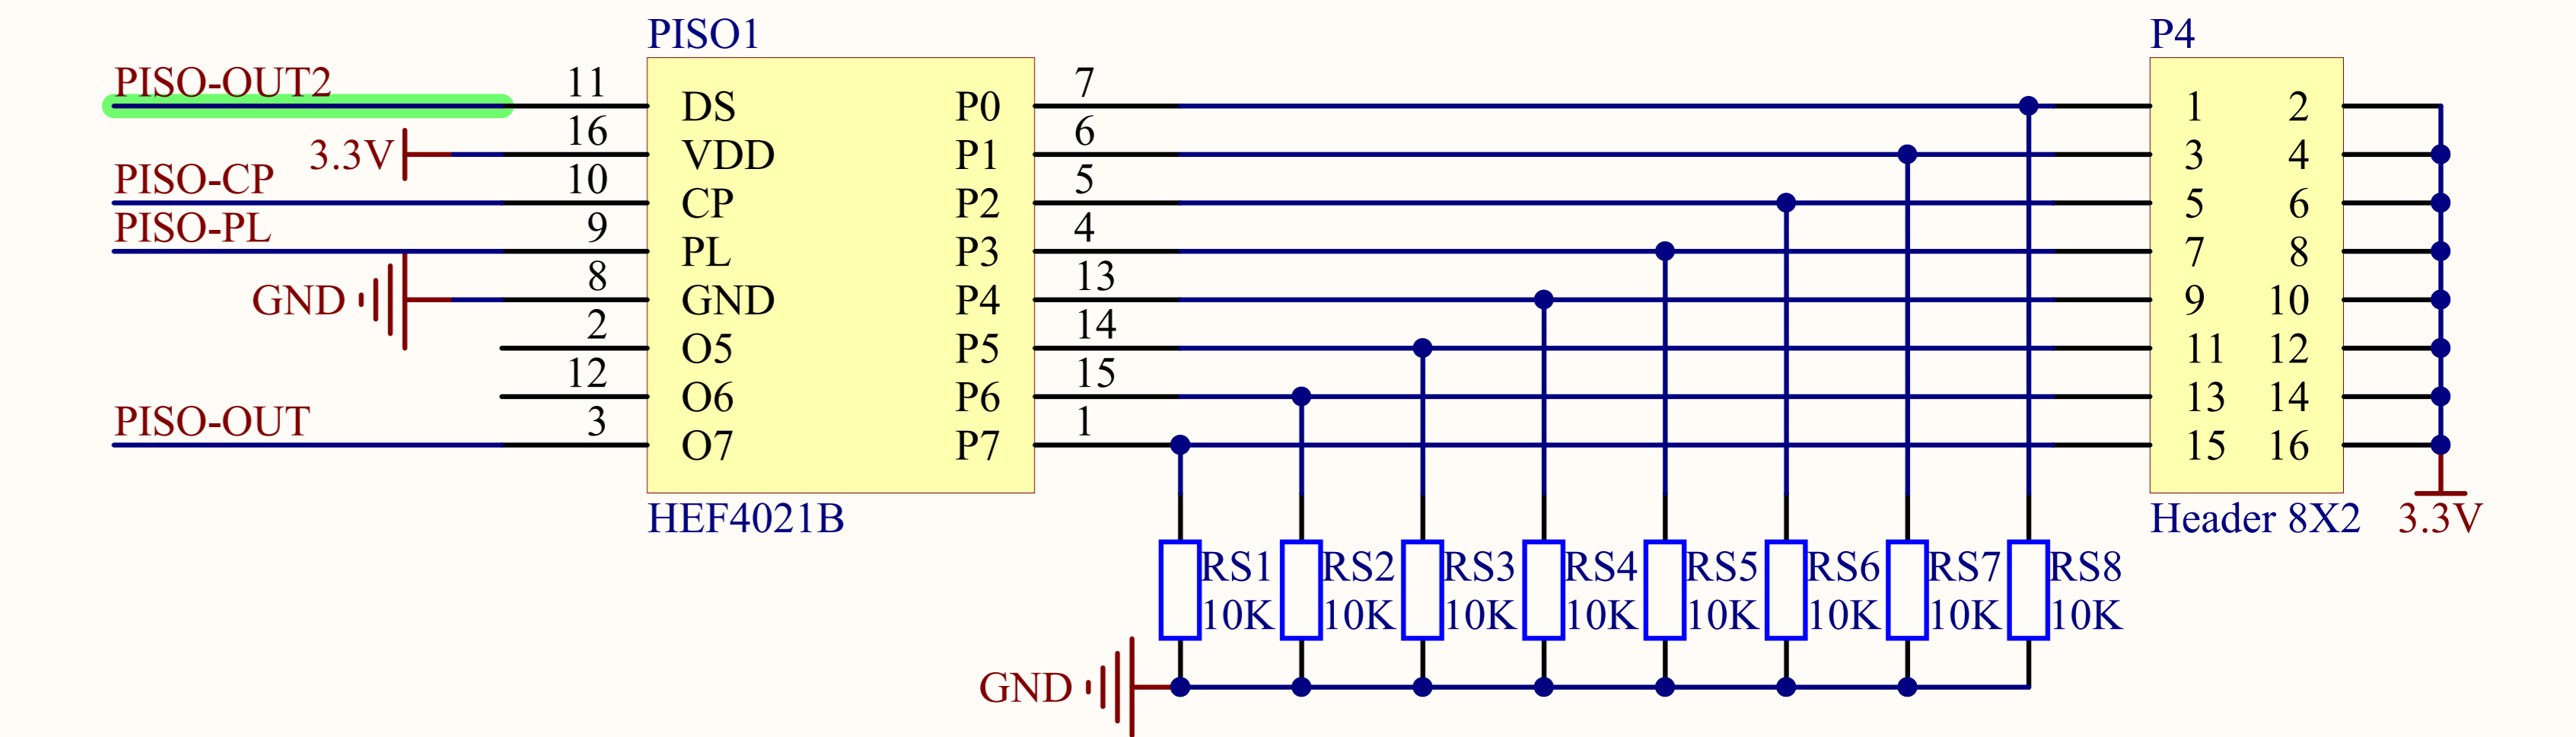 PISO1 P4
PISO-OUT2 11 DS P0 7 1 2
3.3V 16 VDD P1 6 3 4
PISO-CP 10 CP P2 5 5 6
PISO-PL 9 PL P3 4 7 8
GND 8 GND P4 13 9 10
2 O5 P5 14 11 12
12 O6 P6 15 13 14
PISO-OUT 3 O7 P7 1 15 16
HEF4021B Header 8X2 3.3V
RS1 RS2 RS3 RS4 RS5 RS6 RS7 RS8
10K 10K 10K 10K 10K 10K 10K 10K
GND